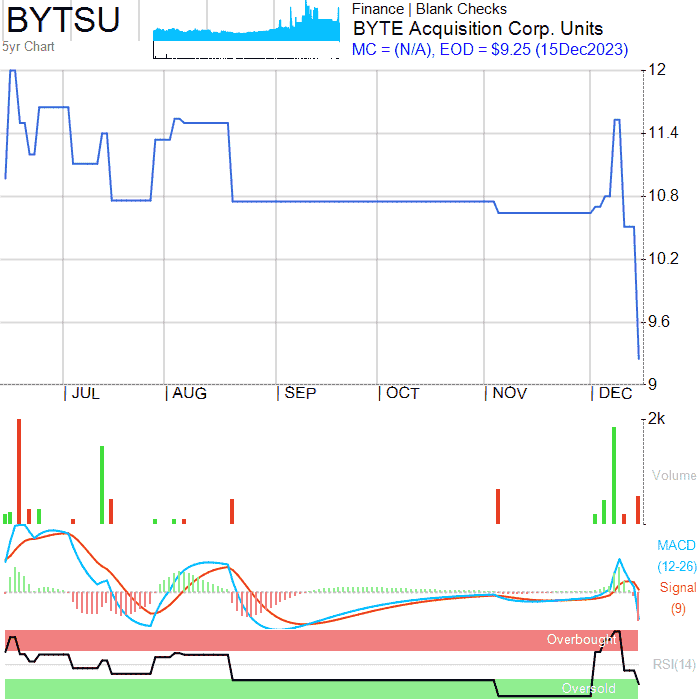 BYTSU
5yr Chart
Finance | Blank Checks
BYTE Acquisition Corp. Units
MC = (N/A), EOD = $9.25 (15Dec2023)
12
11.4
10.8
10.2
9.6
9
| JUL | AUG | SEP | OCT | NOV | DEC
2k
Volume
MACD
(12-26)
Signal
(9)
Overbought
RSI(14)
Oversold